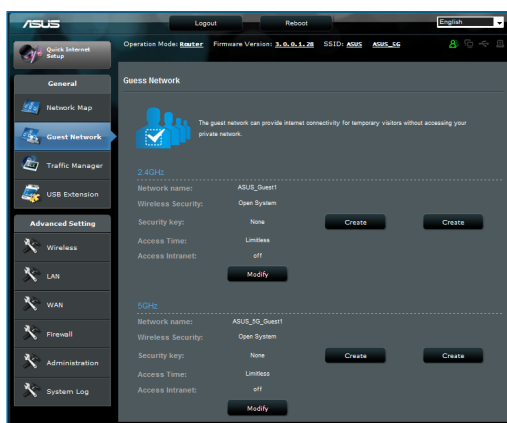 ASUS
Logout
Reboot
English
Quick Internet Setup
Operation Mode: Router Firmware Version: 3.0.0.1.28 SSID: ASUS ASUS_5G
General
Network Map
Guest Network
Traffic Manager
USB Extension
Advanced Setting
Wireless
LAN
WAN
Firewall
Administration
System Log
Guess Network
The guest network can provide internet connectivity for temporary visitors without accessing your
private network.
2.4GHz
Network name: ASUS_Guest1
Wireless Security: Open System
Security key: None Create Create
Access Time: Limitless
Access Intranet: off
Modify
5GHz
Network name: ASUS_5G_Guest1
Wireless Security: Open System
Security key: None Create Create
Access Time: Limitless
Access Intranet: off
Modify